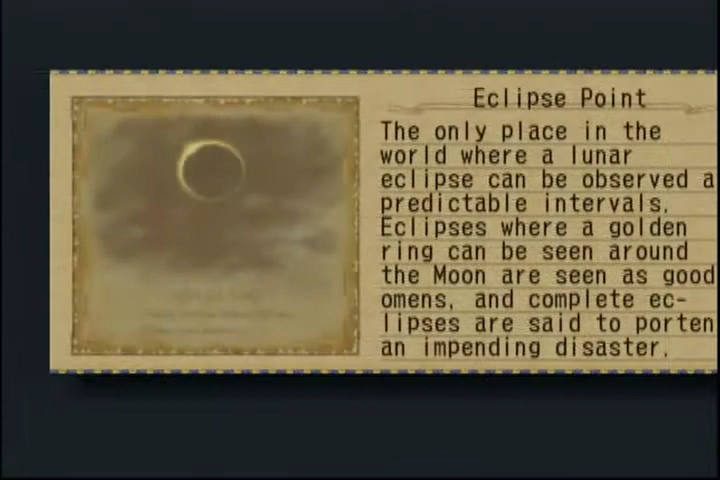 Eclipse Point
The only place in the
world where a lunar
eclipse can be observed a
predictable intervals.
Eclipses where a golden
ring can be seen around
the Moon are seen as good
omens, and complete ec-
lipses are said to porten
an impending disaster.